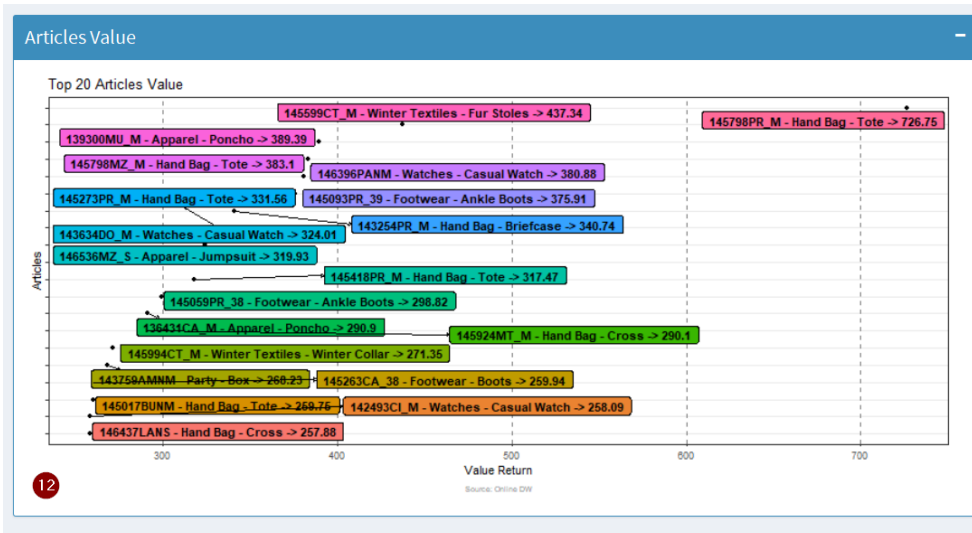 Articles Value
Top 20 Articles Value
145599CT_M - Winter Textiles - Fur Stoles -> 437.34
145798PR_M - Hand Bag - Tote -> 726.75
139300MU_M - Apparel - Poncho -> 389.39
145798MZ_M - Hand Bag - Tote -> 383.1
146396PANM - Watches - Casual Watch -> 380.88
145273PR_M - Hand Bag - Tote -> 331.56
145093PR_39 - Footwear - Ankle Boots -> 375.91
143254PR_M - Hand Bag - Briefcase -> 340.74
143634DO_M - Watches - Casual Watch -> 324.01
146536MZ_S - Apparel - Jumpsuit -> 319.93
145418PR_M - Hand Bag - Tote -> 317.47
145059PR_38 - Footwear - Ankle Boots -> 298.82
136431CA_M - Apparel - Poncho -> 290.9
145924MT_M - Hand Bag - Cross -> 290.1
145994CT_M - Winter Textiles - Winter Collar -> 271.35
143759AMNM - Party - Box -> 268.23
145263CA_38 - Footwear - Boots -> 259.94
145017BUNM - Hand Bag - Tote -> 259.75
142493CI_M - Watches - Casual Watch -> 258.09
146437LANS - Hand Bag - Cross -> 257.88
Articles
300 400 500 600 700
Value Return
Source: Online DW
12